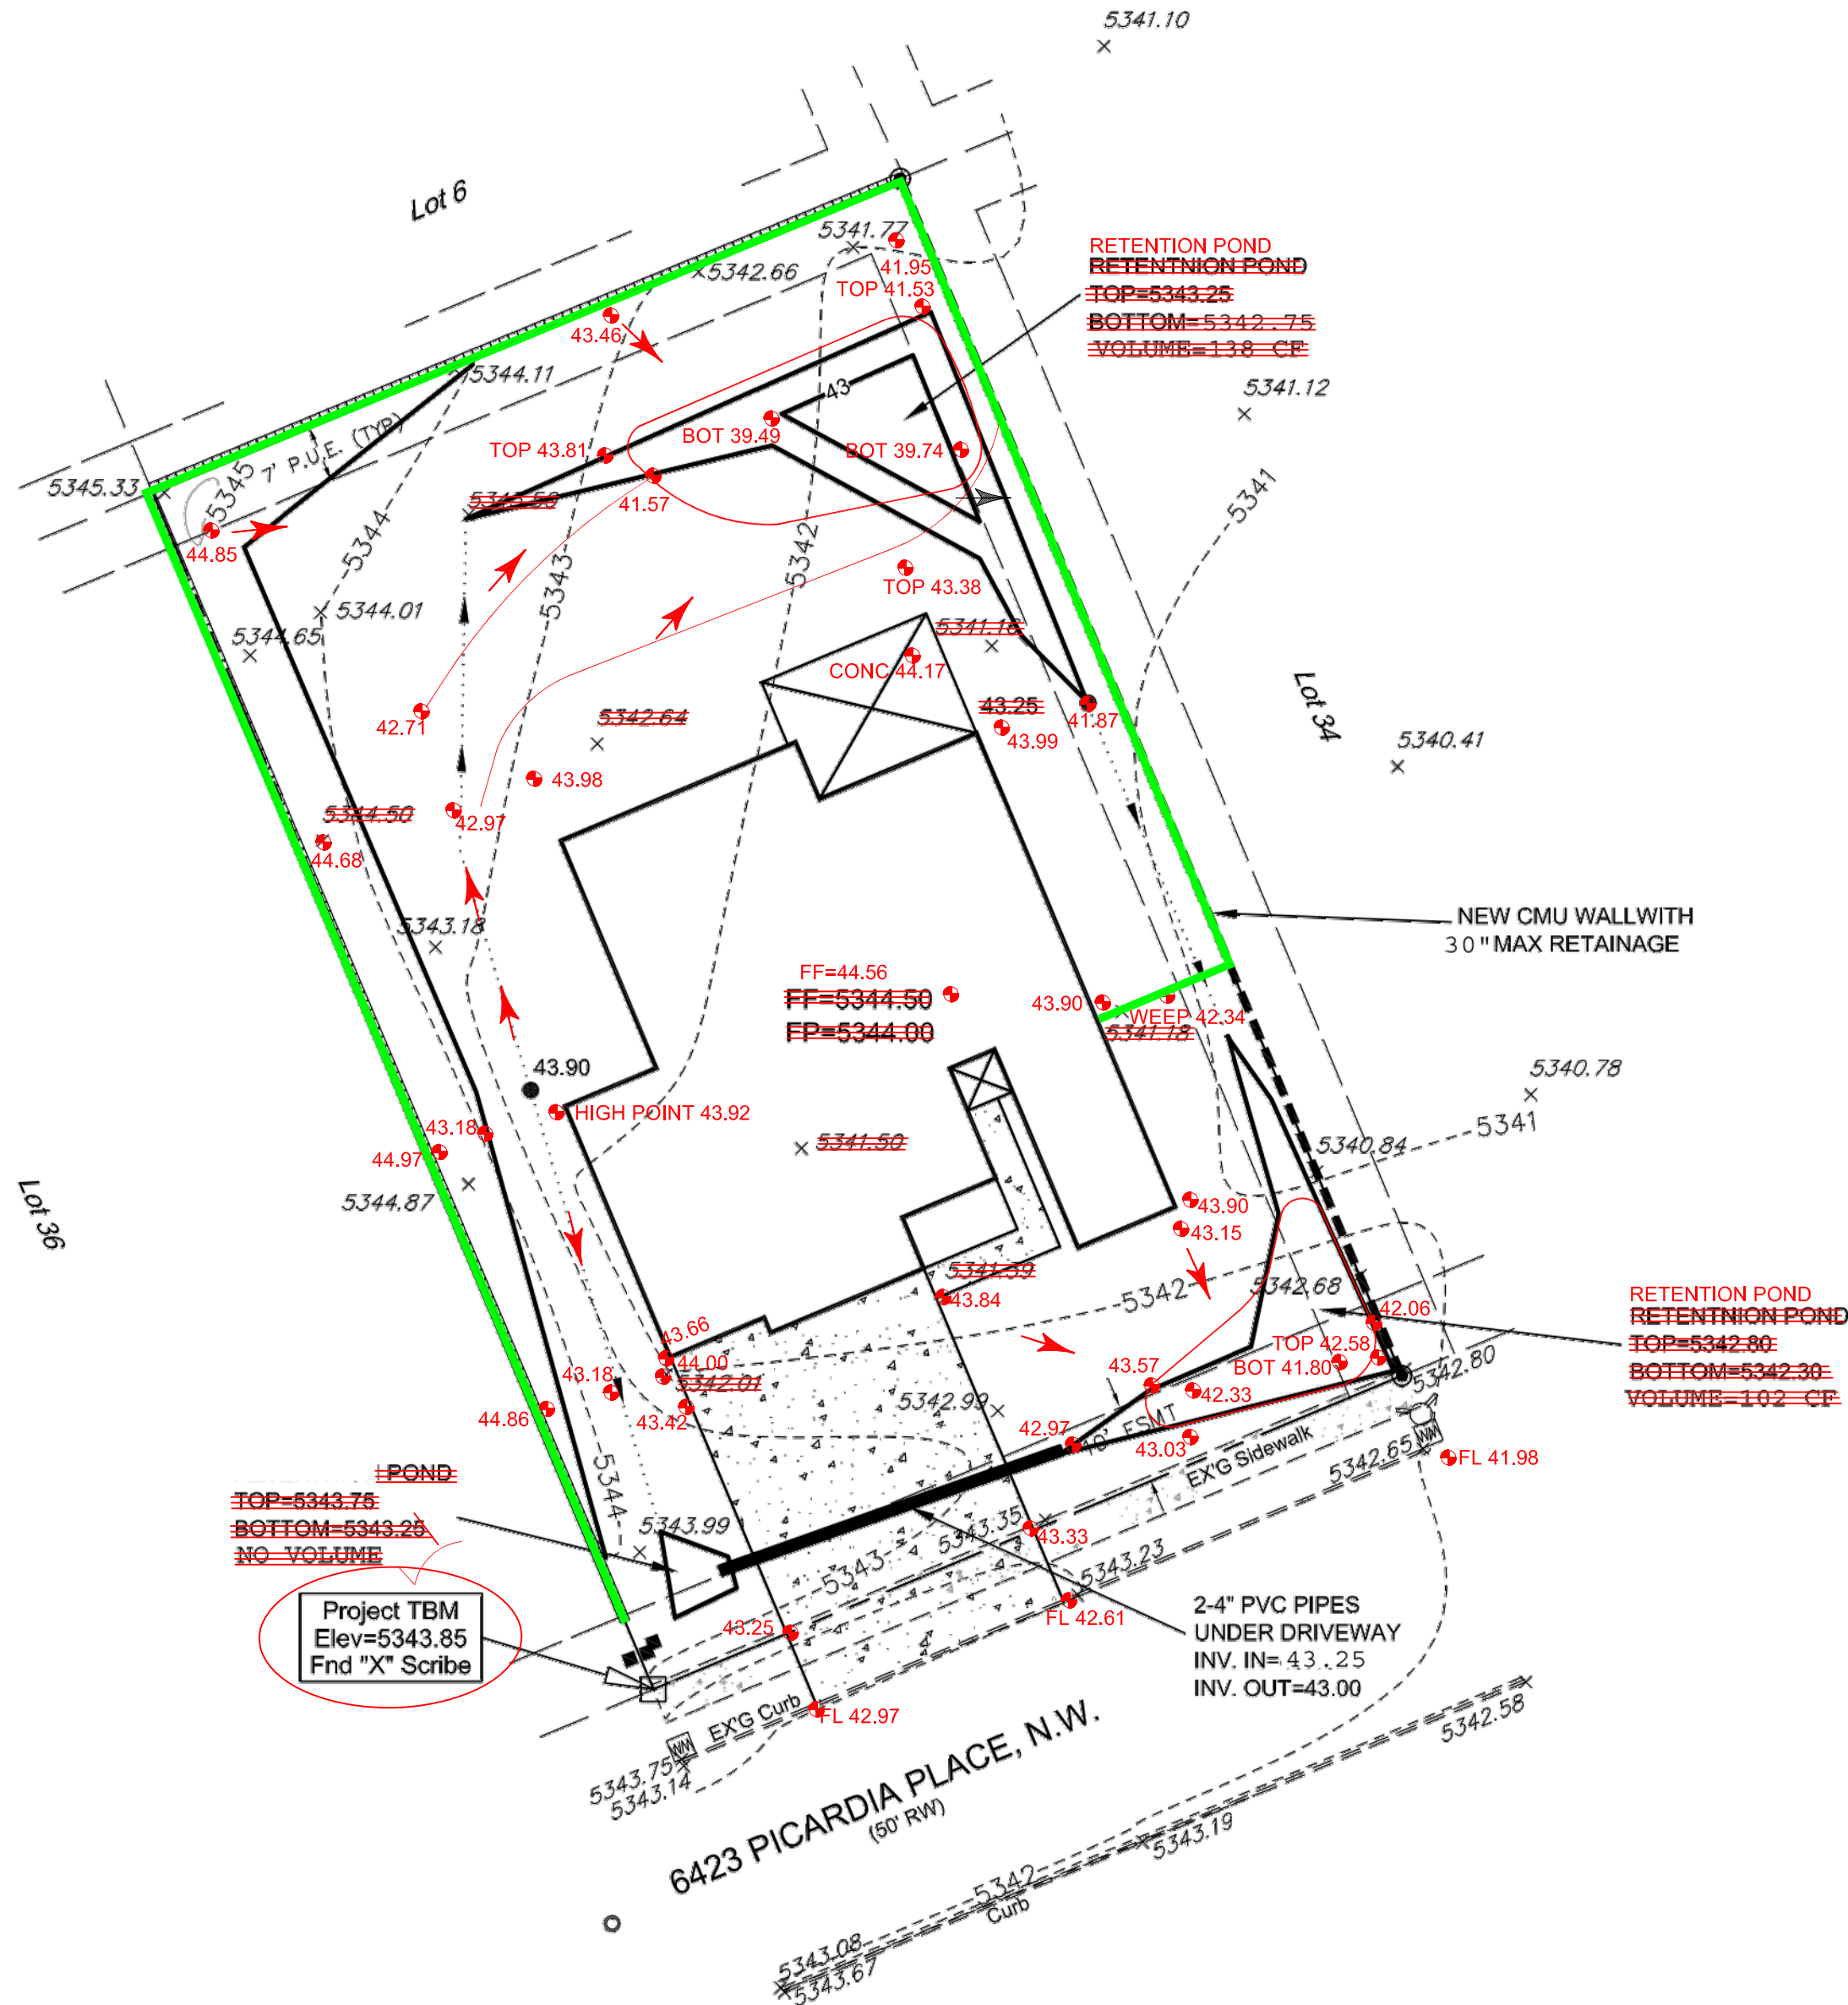 5341.10
Lot 6
5341.77
41.95
TOP 41.53
5342.66
43.46
RETENTION POND
RETENTNION POND
TOP=5343.25
BOTTOM=5342.75
VOLUME=138 CF
5344.11
5341.12
7' P.U.E. (TYP)
43
BOT 39.49
TOP 43.81
BOT 39.74
5345.33
5345
41.57
5341
44.85
5344
5343
5342
TOP 43.38
5344.01
5344.65
5341.16
CONC 44.17
Lot 34
42.71
5342.64
43.25
43.99
41.87
5340.41
43.98
5344.50
42.97
44.68
5343.18
NEW CMU WALLWITH
30"MAX RETAINAGE
FF=44.56
FF=5344.50
FP=5344.00
43.90
WEEP 42.34
5341.18
43.90
5340.78
HIGH POINT 43.92
5341
43.18
44.97
5341.50
5340.84
5344.87
Lot 36
43.90
43.15
5341.39
43.84
5342
5342.68
RETENTION POND
RETENTNION POND
TOP=5342.80
BOTTOM=5342.30
VOLUME=102 CF
42.06
TOP 42.58
BOT 41.80
5342.80
43.66
44.00
5342.01
43.18
43.42
44.86
43.57
42.33
5342.99
42.97
10' ESMT
43.03
EX'G Sidewalk
5342.65
WM
FL 41.98
POND
TOP=5343.75
BOTTOM=5343.25
NO VOLUME
5344
5343.99
5343
5343.35
43.33
5343.23
FL 42.61
Project TBM
Elev=5343.85
Fnd "X" Scribe
43.25
2-4" PVC PIPES
UNDER DRIVEWAY
INV. IN=43.25
INV. OUT=43.00
FL 42.97
EX'G Curb
WM
5343.75
5343.14
6423 PICARDIA PLACE, N.W.
(50' RW)
5342.58
5343.19
5342
Curb
5343.08
5343.67